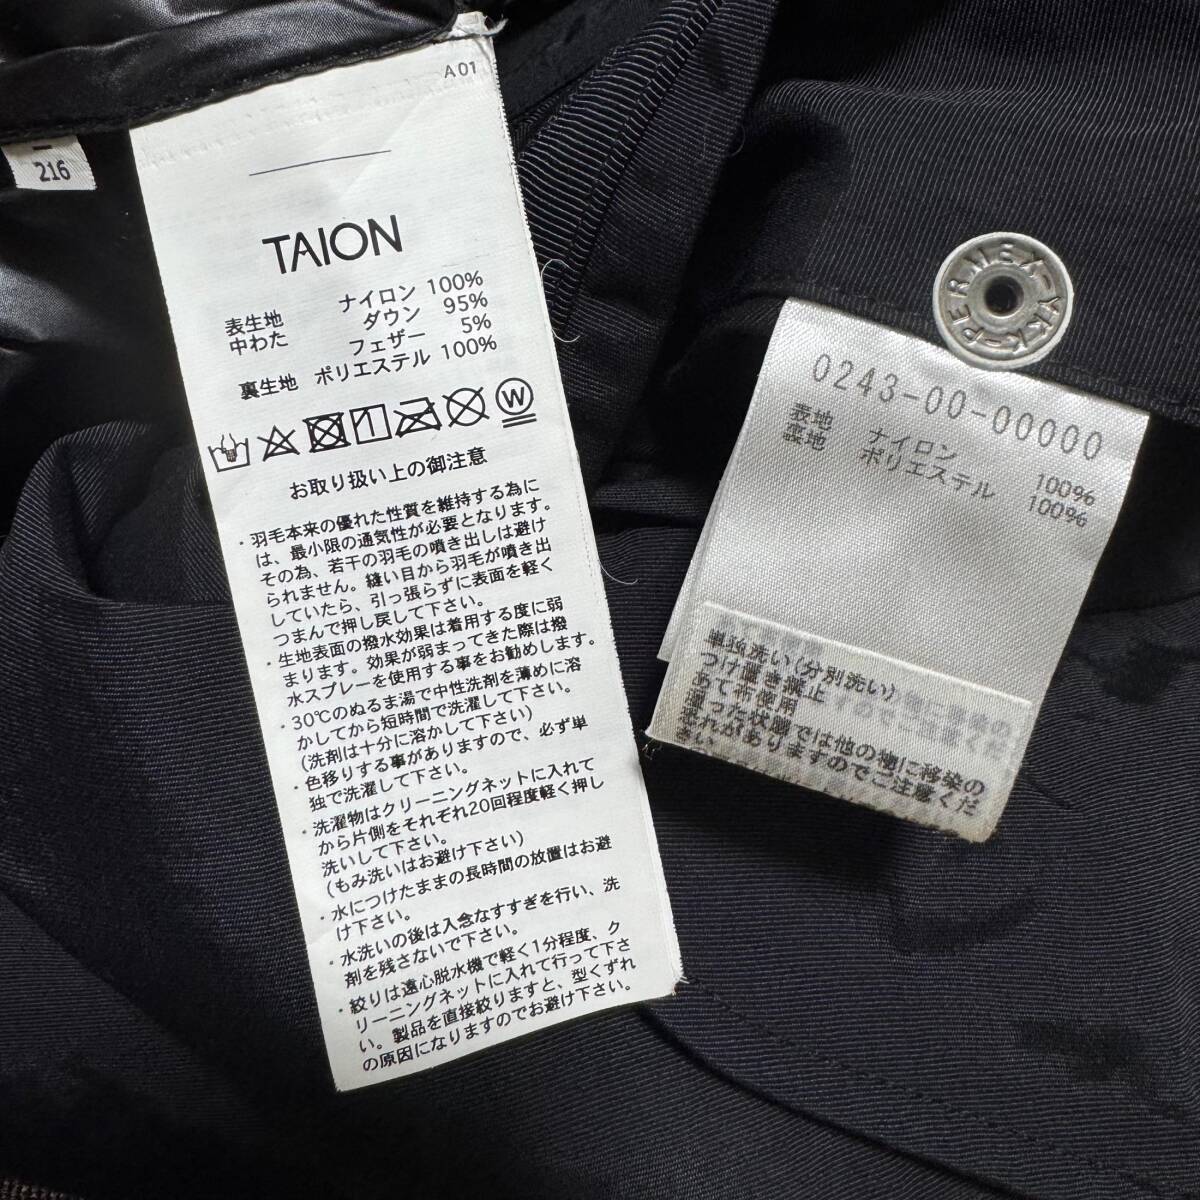 A01
216
TAION
表生地 ナイロン 100%
中わた ダウン 95%
フェザー 5%
裏生地 ポリエステル 100%
W
お取り扱い上の御注意
・羽毛本来の優れた性質を維持する為に
は、最小限の通気性が必要となります。
その為、若干の羽毛の噴き出しは避け
られません。縫い目から羽毛が噴き出
していたら、引っ張らずに表面を軽く
つまんで押し戻して下さい。
・生地表面の撥水効果は着用する度に弱
まります。効果が弱まってきた際は撥
水スプレーを使用する事をお勧めします。
・30℃のぬるま湯で中性洗剤を薄めに溶
かしてから短時間で洗濯して下さい。
(洗剤は十分に溶かして下さい)
・色移りする事がありますので、必ず単
独で洗濯して下さい。
・洗濯物はクリーニングネットに入れて
から片側をそれぞれ20回程度軽く押し
洗いして下さい。
(もみ洗いはお避け下さい)
・水につけたままの長時間の放置はお避
け下さい。
・水洗いの後は入念なすすぎを行い、洗
剤を残さないで下さい。
・絞りは遠心脱水機で軽く1分程度、ク
リーニングネットに入れて行って下さ
い。製品を直接絞りますと、型くずれ
の原因になりますのでお避け下さい。
YKK-PERMEX-
0243-00-00000
表地 ナイロン 100%
裏地 ポリエステル 100%
単独洗い(分別洗い)
つけ置き禁止
あて布使用
湿った状態では他の物に移染の
恐れがありますのでご注意くだ
さい。